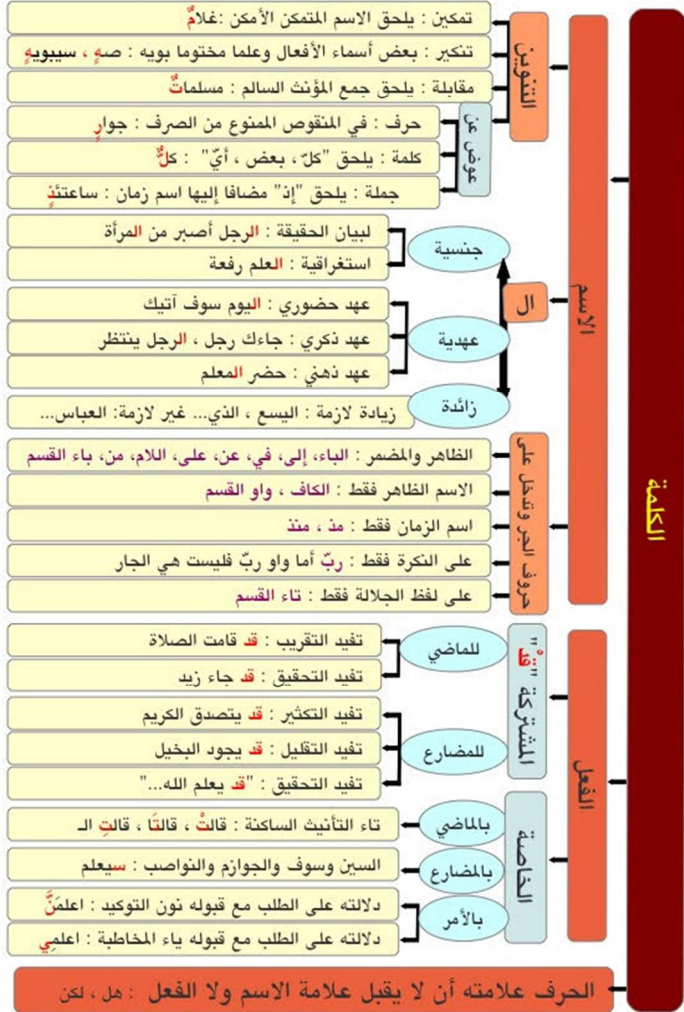 الكلمة
الاسم
التنوين
تمكين : يلحق الاسم المتمكن الأمكن :غلامٌ
تنكير : بعض أسماء الأفعال وعلما مختوما بويه : صهٍ ، سيبويهٍ
مقابلة : يلحق جمع المؤنث السالم : مسلماتٌ
عوض عن
حرف : في المنقوص الممنوع من الصرف : جوارٍ
كلمة : يلحق "كلّ، بعض ، أيّ" : كلٌّ
جملة : يلحق "إذ" مضافا إليها اسم زمان : ساعتئذٍ
ال
جنسية
لبيان الحقيقة : الرجل أصبر من المرأة
استغراقية : العلم رفعة
عهدية
عهد حضوري : اليوم سوف آتيك
عهد ذكري : جاءك رجل ، الرجل ينتظر
عهد ذهني : حضر المعلم
زائدة
زيادة لازمة : اليسع ، الذي... غير لازمة: العباس...
حروف الجر وتدخل على
الظاهر والمضمر : الباء، إلى، في، عن، على، اللام، من، باء القسم
الاسم الظاهر فقط : الكاف ، واو القسم
اسم الزمان فقط : مذ ، منذ
على النكرة فقط : ربّ أما واو ربّ فليست هي الجار
على لفظ الجلالة فقط : تاء القسم
الفعل
المشتركة "قدْ"
للماضي
تفيد التقريب : قد قامت الصلاة
تفيد التحقيق : قد جاء زيد
للمضارع
تفيد التكثير : قد يتصدق الكريم
تفيد التقليل : قد يجود البخيل
تفيد التحقيق : "قد يعلم الله..."
الخاصة
بالماضي
تاء التأنيث الساكنة : قالتْ ، قالتَا ، قالتِ الـ
بالمضارع
السين وسوف والجوازم والنواصب : سيعلم
بالأمر
دلالته على الطلب مع قبوله نون التوكيد : اعلمَنَّ
دلالته على الطلب مع قبوله ياء المخاطبة : اعلمِي
الحرف علامته أن لا يقبل علامة الاسم ولا الفعل : هل ، لكن